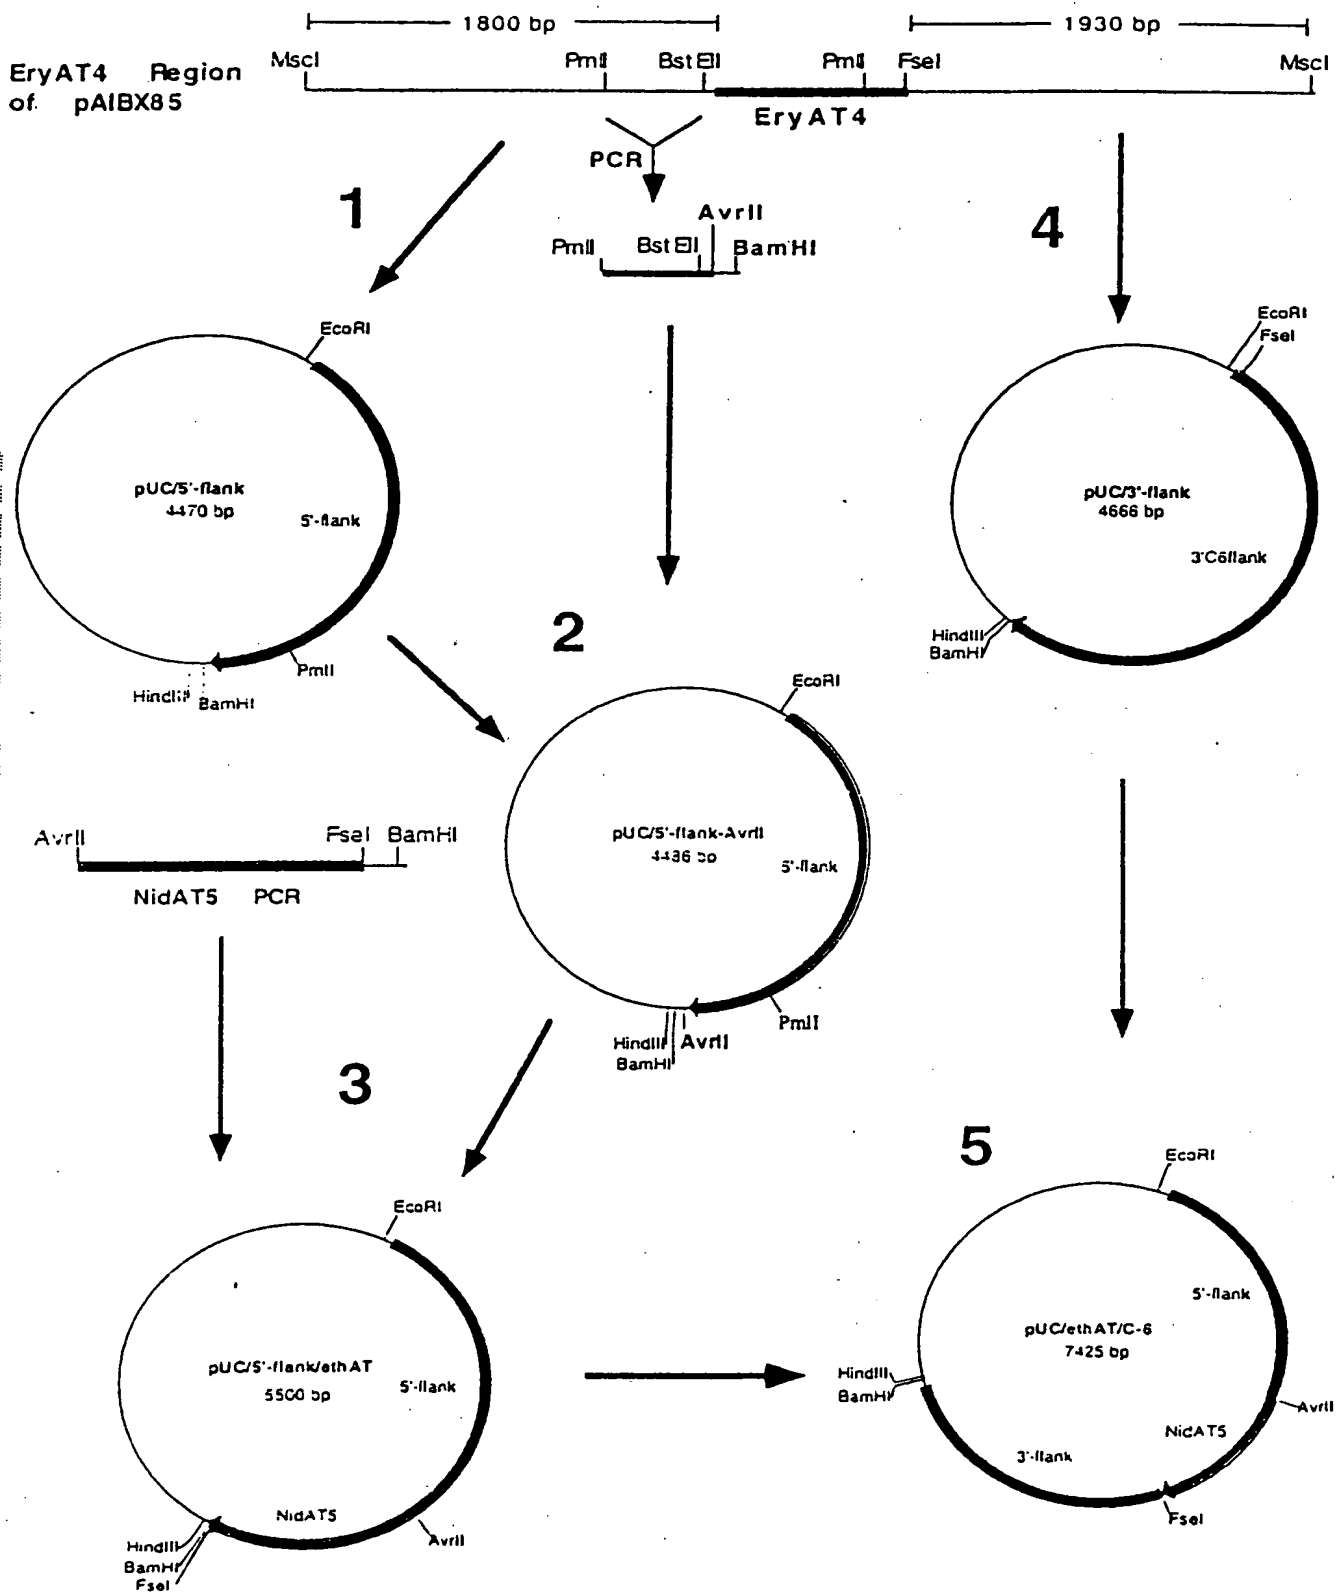 1800 bp
1930 bp
EryAT4 Region
of pAIBX85
MscI
PmlI
BstEII
PmlI
FseI
MscI
EryAT4
PCR
1
AvrII
PmlI
BstEII
BamHI
4
EcoRI
pUC/5'-flank
4470 bp
5'-flank
PmlI
HindIII
BamHI
EcoRI
FseI
pUC/3'-flank
4666 bp
3'C6flank
HindIII
BamHI
2
EcoRI
pUC/5'-flank-AvrII
4436 bp
5'-flank
PmlI
HindIII
AvrII
BamHI
AvrII
FseI
BamHI
NidAT5 PCR
3
EcoRI
pUC/5'-flank/ethAT
5500 bp
5'-flank
NidAT5
AvrII
HindIII
BamHI
FseI
5
EcoRI
5'-flank
pUC/ethAT/C-6
7425 bp
HindIII
BamHI
AvrII
NidAT5
3'-flank
FseI